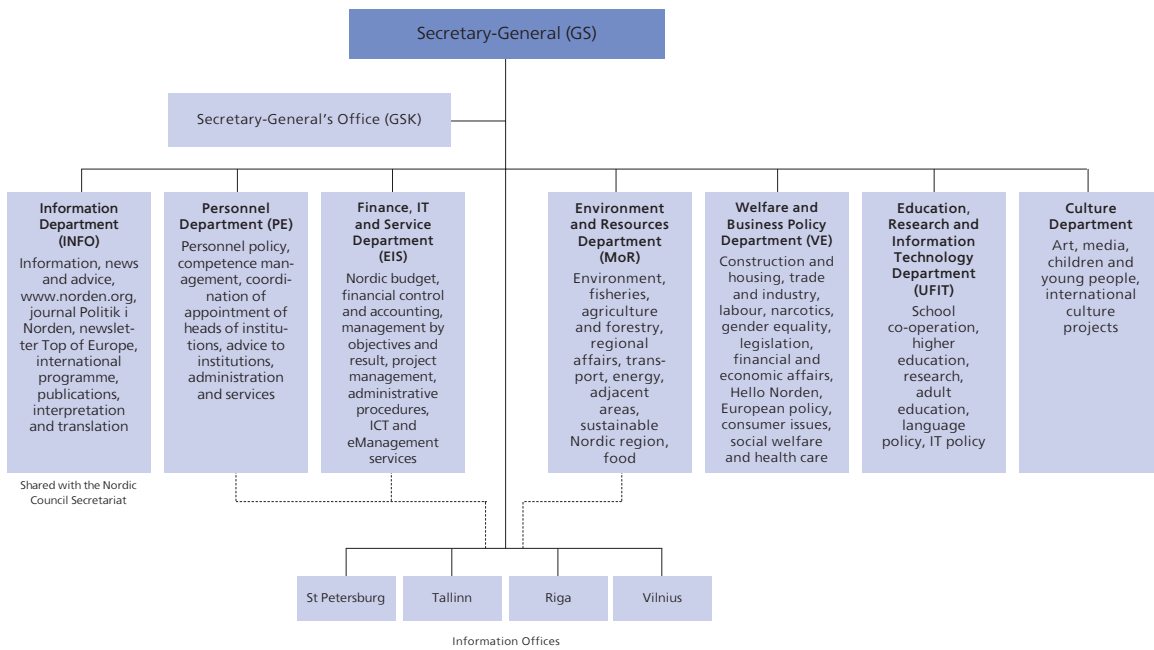 Secretary-General (GS)
Secretary-General's Office (GSK)
Information
Department
(INFO)
Information, news
and advice,
www.norden.org,
journal Politik i
Norden, newslet-
ter Top of Europe,
international
programme,
publications,
interpretation
and translation
Shared with the Nordic
Council Secretariat
Personnel
Department (PE)
Personnel policy,
competence man-
agement, coordi-
nation of
appointment of
heads of institu-
tions, advice to
institutions,
administration
and services
Finance, IT
and Service
Department
(EIS)
Nordic budget,
financial control
and accounting,
management by
objectives and
result, project
management,
administrative
procedures,
ICT and
eManagement
services
Environment
and Resources
Department
(MoR)
Environment,
fisheries,
agriculture
and forestry,
regional
affairs, trans-
port, energy,
adjacent
areas,
sustainable
Nordic region,
food
Welfare and
Business Policy
Department (VE)
Construction and
housing, trade
and industry,
labour, narcotics,
gender equality,
legislation,
financial and
economic affairs,
Hello Norden,
European policy,
consumer issues,
social welfare
and health care
Education,
Research and
Information
Technology
Department
(UFIT)
School
co-operation,
higher
education,
research,
adult
education,
language
policy, IT policy
Culture
Department
Art, media,
children and
young people,
international
culture
projects
St Petersburg
Tallinn
Riga
Vilnius
Information Offices